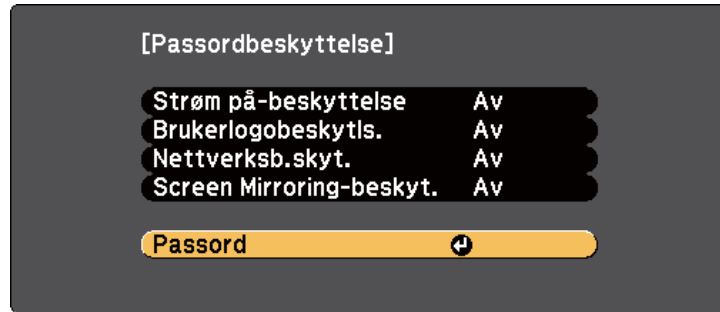 [Passordbeskyttelse]
Strøm på-beskyttelse Av
Brukerlogobeskytls. Av
Nettverksb.skyt. Av
Screen Mirroring-beskyt. Av
Passord